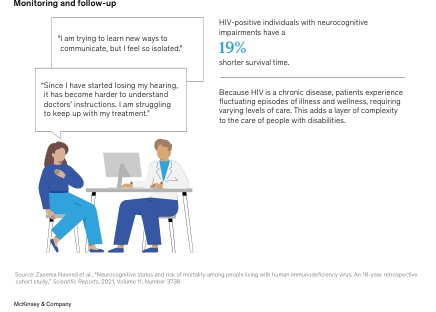 Monitoring and follow-up
“I am trying to learn new ways to
communicate, but I feel so isolated.”
“Since I have started losing my hearing,
it has become harder to understand
doctors’ instructions. I am struggling
to keep up with my treatment.”
HIV-positive individuals with neurocognitive
impairments have a
19%
shorter survival time.
Because HIV is a chronic disease, patients experience
fluctuating episodes of illness and wellness, requiring
varying levels of care. This adds a layer of complexity
to the care of people with disabilities.
Source: Zaeema Naveed et al., “Neurocognitive status and risk of mortality among people living with human immunodeficiency virus: An 18-year retrospective
cohort study,” Scientific Reports, 2021, Volume 11, Number 3738
McKinsey & Company